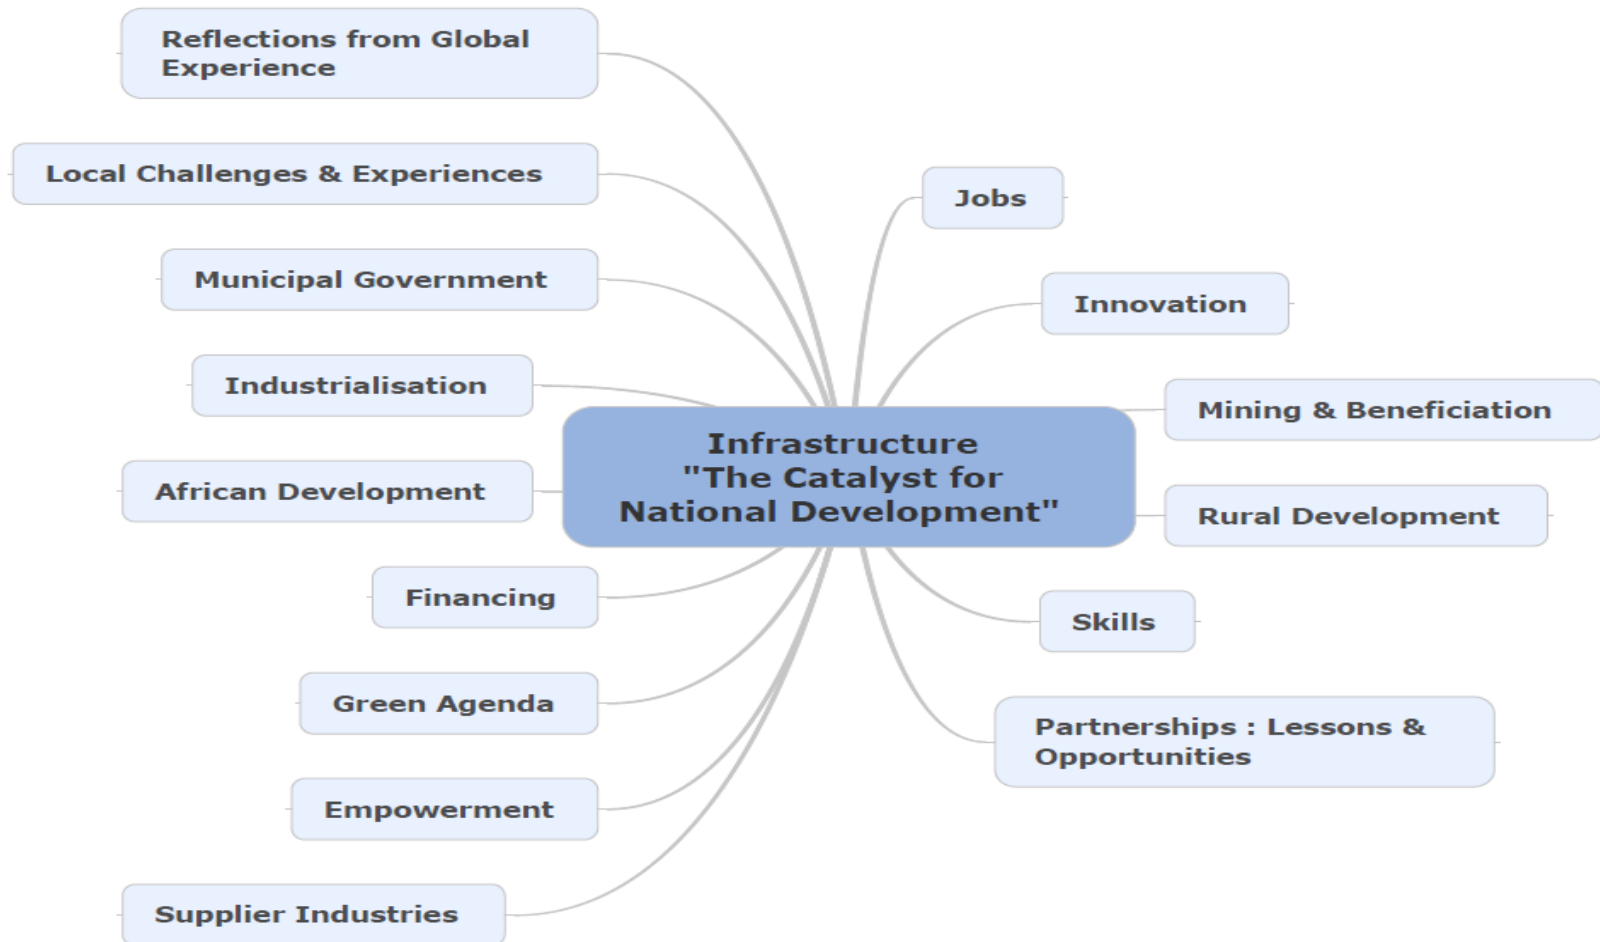 Reflections from Global
Experience
Local Challenges & Experiences
Municipal Government
Industrialisation
African Development
Financing
Green Agenda
Empowerment
Supplier Industries
Infrastructure
"The Catalyst for
National Development"
Jobs
Innovation
Mining & Beneficiation
Rural Development
Skills
Partnerships : Lessons &
Opportunities